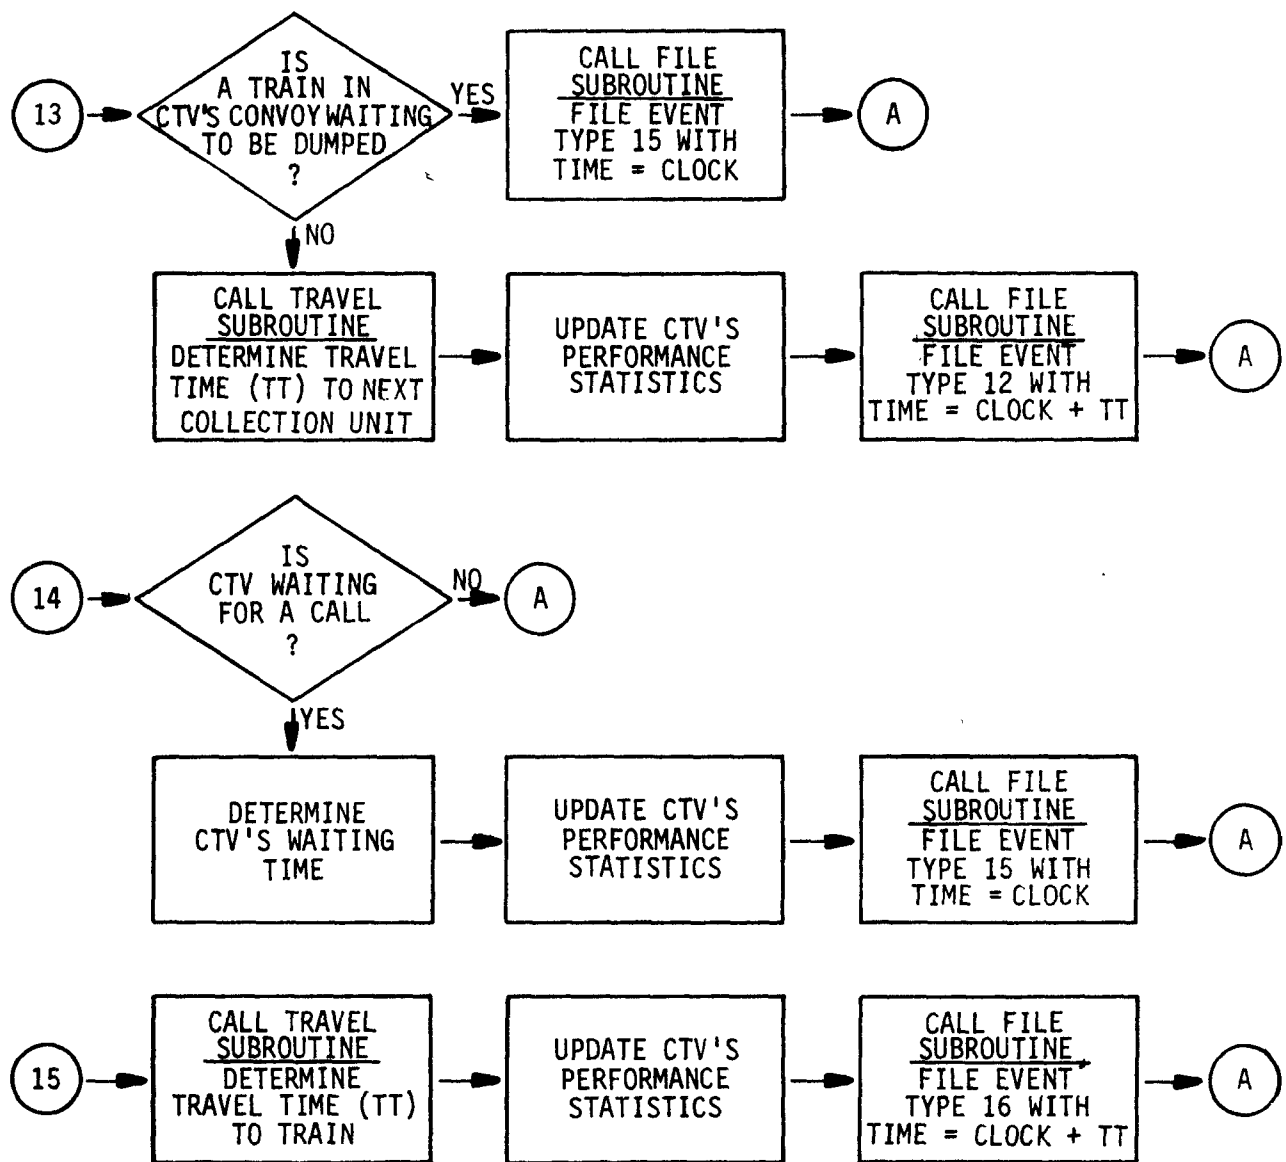 13
IS
A TRAIN IN
CTV'S CONVOY WAITING
TO BE DUMPED
?
YES
CALL FILE
SUBROUTINE
FILE EVENT
TYPE 15 WITH
TIME = CLOCK
A
NO
CALL TRAVEL
SUBROUTINE
DETERMINE TRAVEL
TIME (TT) TO NEXT
COLLECTION UNIT
UPDATE CTV'S
PERFORMANCE
STATISTICS
CALL FILE
SUBROUTINE
FILE EVENT
TYPE 12 WITH
TIME = CLOCK + TT
A
14
IS
CTV WAITING
FOR A CALL
?
NO
A
YES
DETERMINE
CTV'S WAITING
TIME
UPDATE CTV'S
PERFORMANCE
STATISTICS
CALL FILE
SUBROUTINE
FILE EVENT
TYPE 15 WITH
TIME = CLOCK
A
15
CALL TRAVEL
SUBROUTINE
DETERMINE
TRAVEL TIME (TT)
TO TRAIN
UPDATE CTV'S
PERFORMANCE
STATISTICS
CALL FILE
SUBROUTINE
FILE EVENT
TYPE 16 WITH
TIME = CLOCK + TT
A